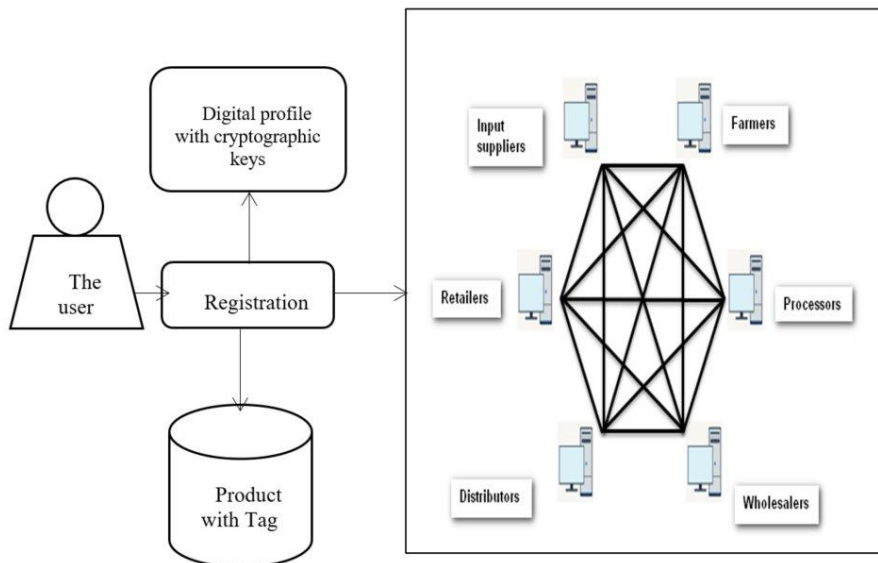 Digital profile
with cryptographic
keys
The
user
Registration
Product
with Tag
Input
suppliers
Farmers
Retailers
Processors
Distributors
Wholesalers